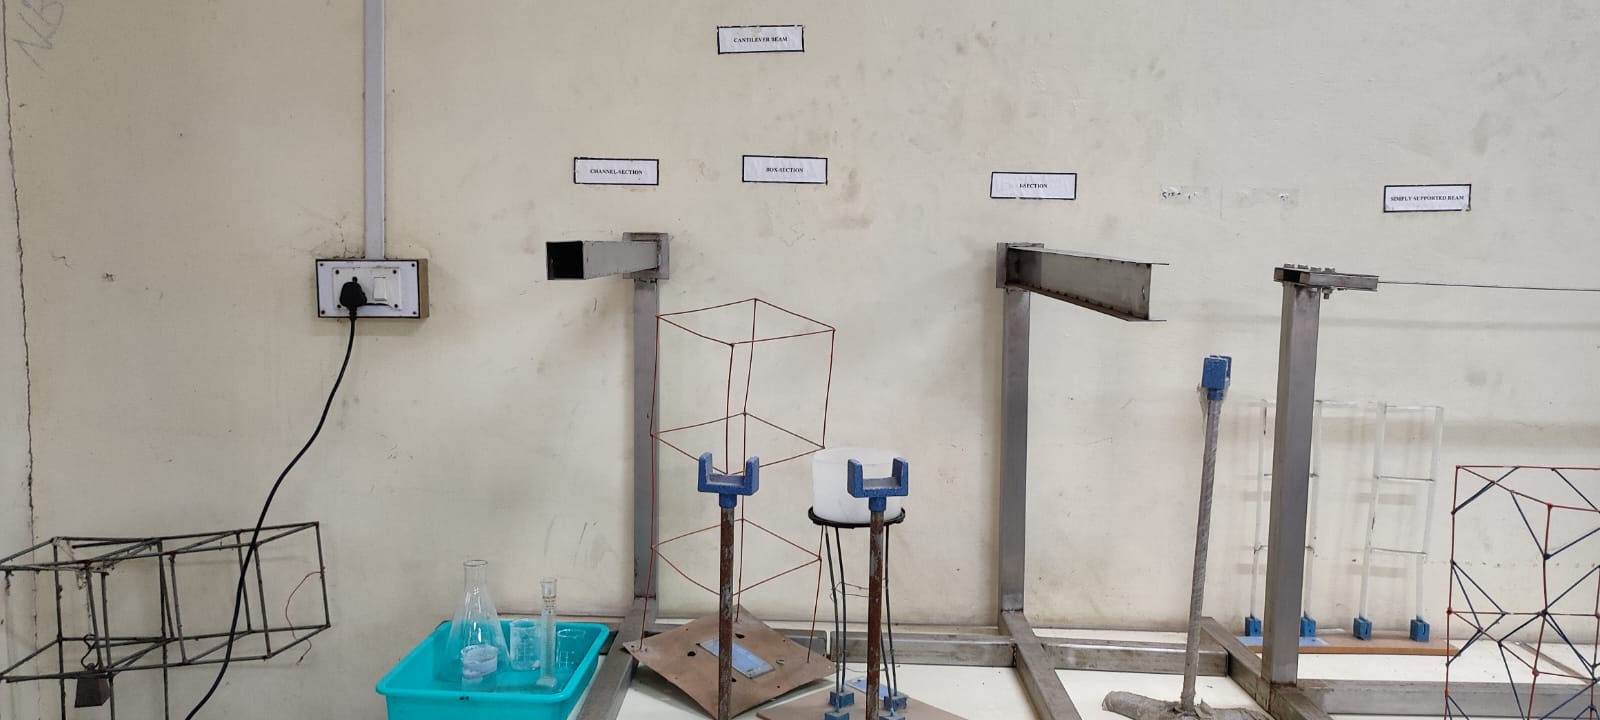 CANTILEVER BEAM
CHANNEL-SECTION
BOX-SECTION
I-SECTION
SIMPLY SUPPORTED BEAM